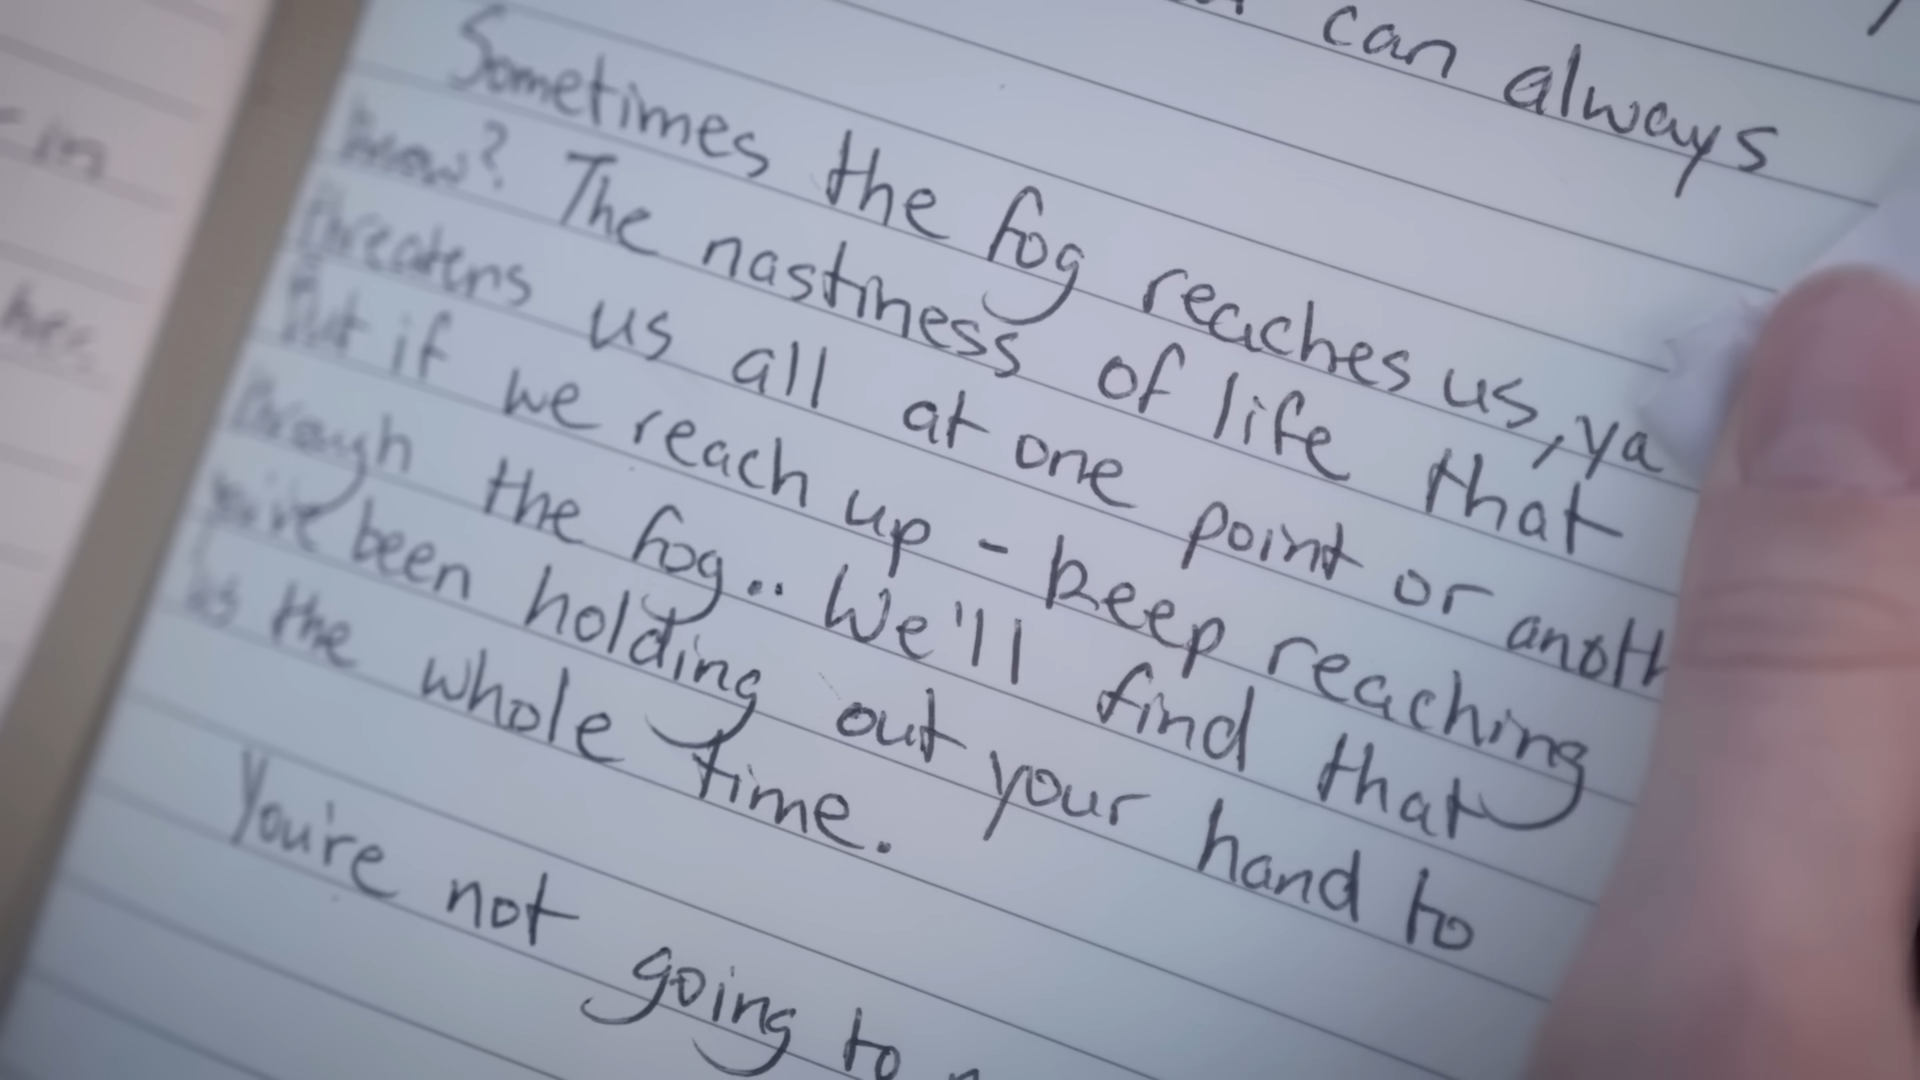 in
can always
Sometimes the fog reaches us, ya
know? The nastiness of life that
threatens us all at one point or anoth
But if we reach up - keep reaching
through the fog.. We'll find that
you've been holding out your hand to
us the whole time.
You're not going to